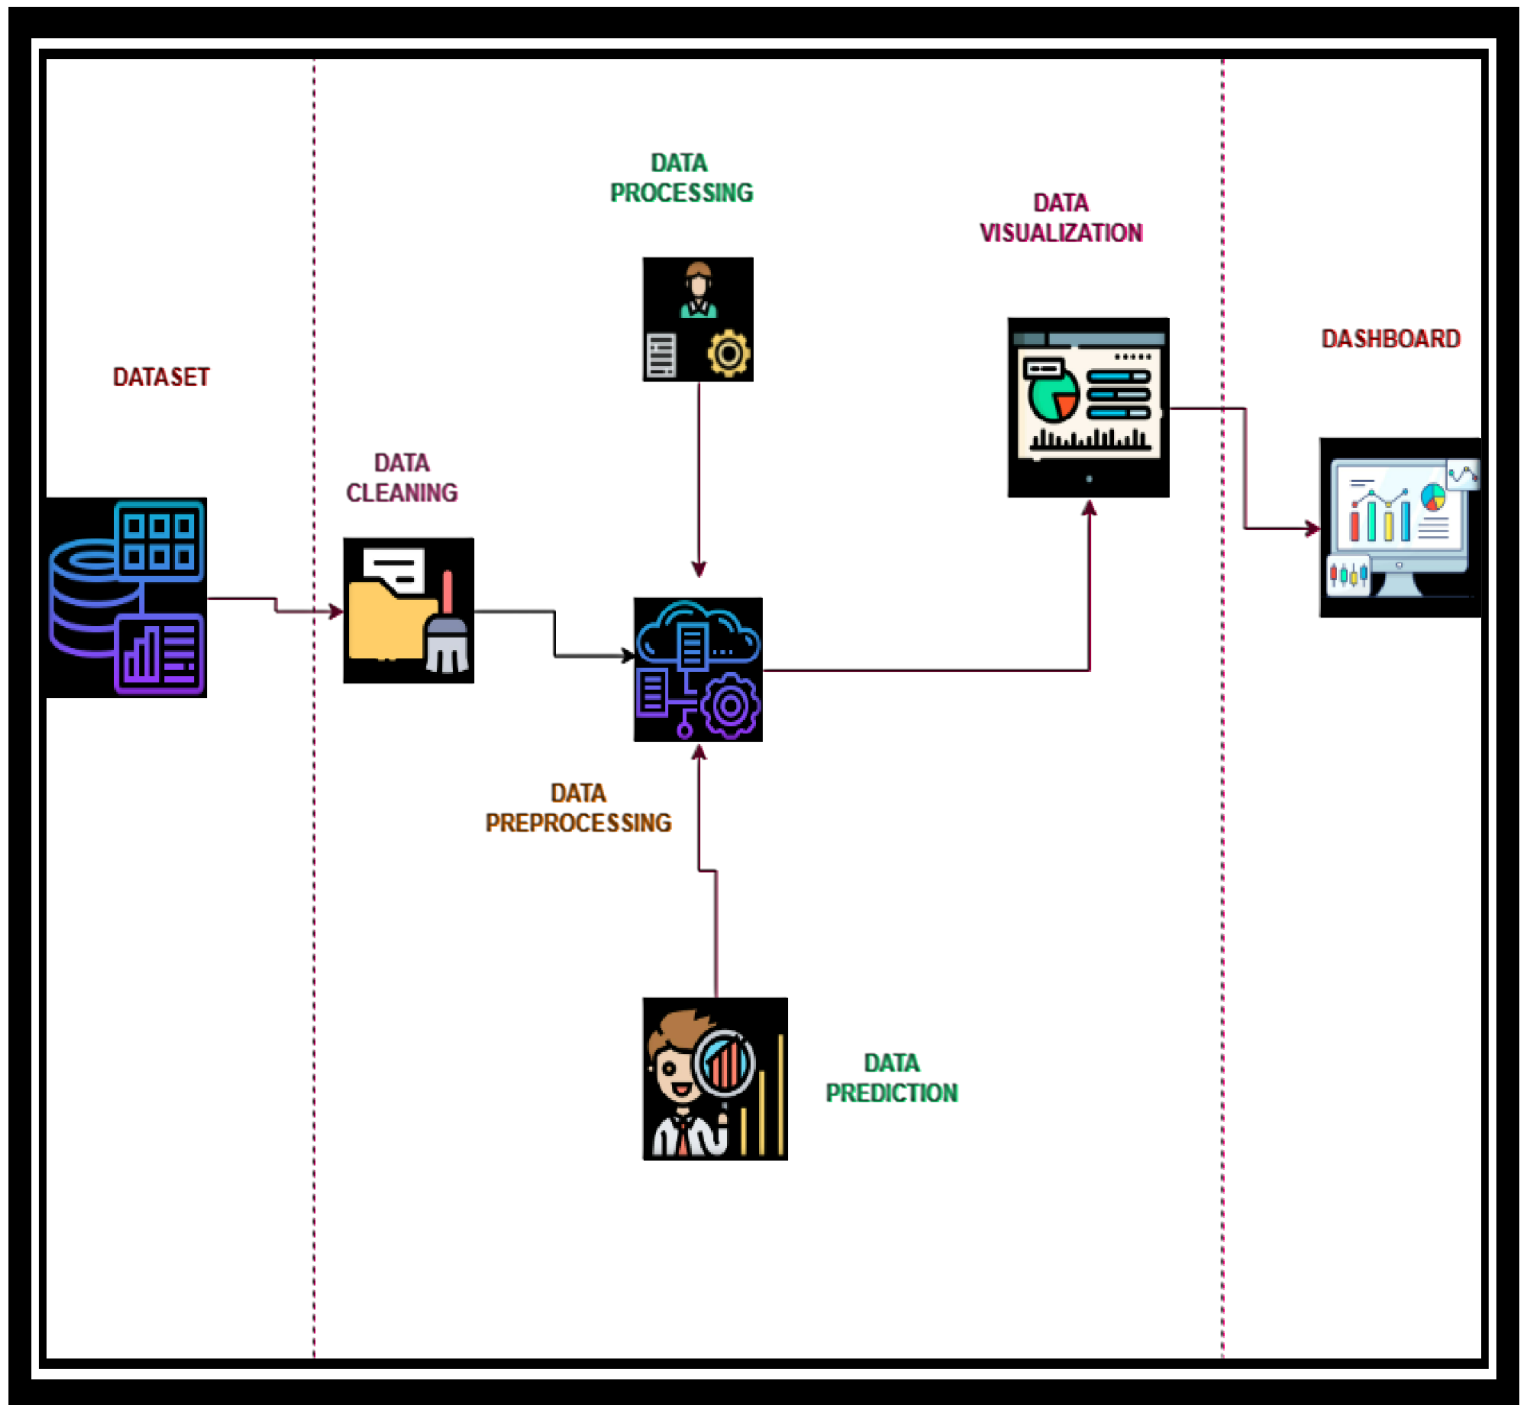 DATASET
DATA
CLEANING
DATA
PROCESSING
DATA
PREPROCESSING
DATA
PREDICTION
DATA
VISUALIZATION
DASHBOARD